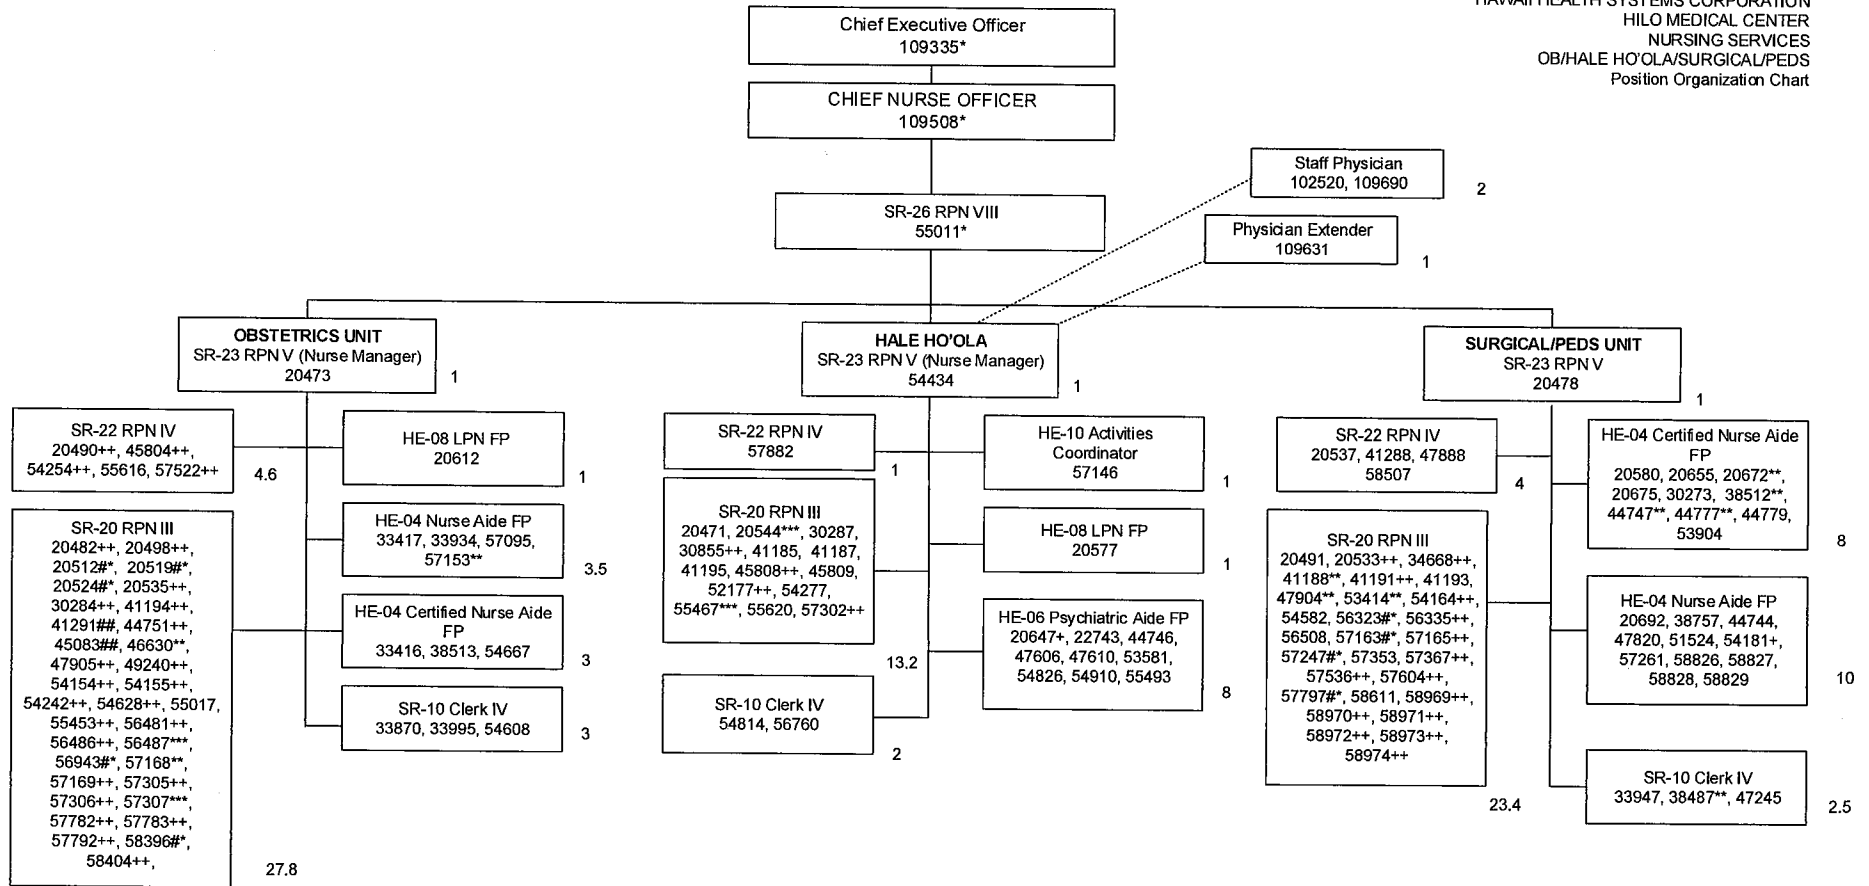 HAWAII HEALTH SYSTEMS CORPORATION
HILO MEDICAL CENTER
NURSING SERVICES
OB/HALE HO'OLA/SURGICAL/PEDS
Position Organization Chart
Chief Executive Officer
109335*
CHIEF NURSE OFFICER
109508*
SR-26 RPN VIII
55011*
Staff Physician
102520, 109690
2
Physician Extender
109631
1
OBSTETRICS UNIT
SR-23 RPN V (Nurse Manager)
20473
1
SR-22 RPN IV
20490++, 45804++,
54254++, 55616, 57522++
4.6
SR-20 RPN III
20482++, 20498++,
20512#*, 20519#*,
20524#*, 20535++,
30284++, 41194++,
41291##, 44751++,
45083##, 46630**,
47905++, 49240++,
54154++, 54155++,
54242++, 54628++, 55017,
55453++, 56481++,
56486++, 56487***,
56943#*, 57168**,
57169++, 57305++,
57306++, 57307***,
57782++, 57783++,
57792++, 58396#*,
58404++,
27.8
HE-08 LPN FP
20612
1
HE-04 Nurse Aide FP
33417, 33934, 57095,
57153**
3.5
HE-04 Certified Nurse Aide
FP
33416, 38513, 54667
3
SR-10 Clerk IV
33870, 33995, 54608
3
HALE HO'OLA
SR-23 RPN V (Nurse Manager)
54434
1
SR-22 RPN IV
57882
1
SR-20 RPN III
20471, 20544***, 30287,
30855++, 41185, 41187,
41195, 45808++, 45809,
52177++, 54277,
55467***, 55620, 57302++
13.2
SR-10 Clerk IV
54814, 56760
2
HE-10 Activities
Coordinator
57146
1
HE-08 LPN FP
20577
1
HE-06 Psychiatric Aide FP
20647+, 22743, 44746,
47606, 47610, 53581,
54826, 54910, 55493
8
SURGICAL/PEDS UNIT
SR-23 RPN V
20478
1
SR-22 RPN IV
20537, 41288, 47888
58507
4
SR-20 RPN III
20491, 20533++, 34668++,
41188**, 41191++, 41193,
47904**, 53414**, 54164++,
54582, 56323#*, 56335++,
56508, 57163#*, 57165++,
57247#*, 57353, 57367++,
57536++, 57604++,
57797#*, 58611, 58969++,
58970++, 58971++,
58972++, 58973++,
58974++
23.4
HE-04 Certified Nurse Aide
FP
20580, 20655, 20672**,
20675, 30273, 38512**,
44747**, 44777**, 44779,
53904
8
HE-04 Nurse Aide FP
20692, 38757, 44744,
47820, 51524, 54181+,
57261, 58826, 58827,
58828, 58829
10
SR-10 Clerk IV
33947, 38487**, 47245
2.5